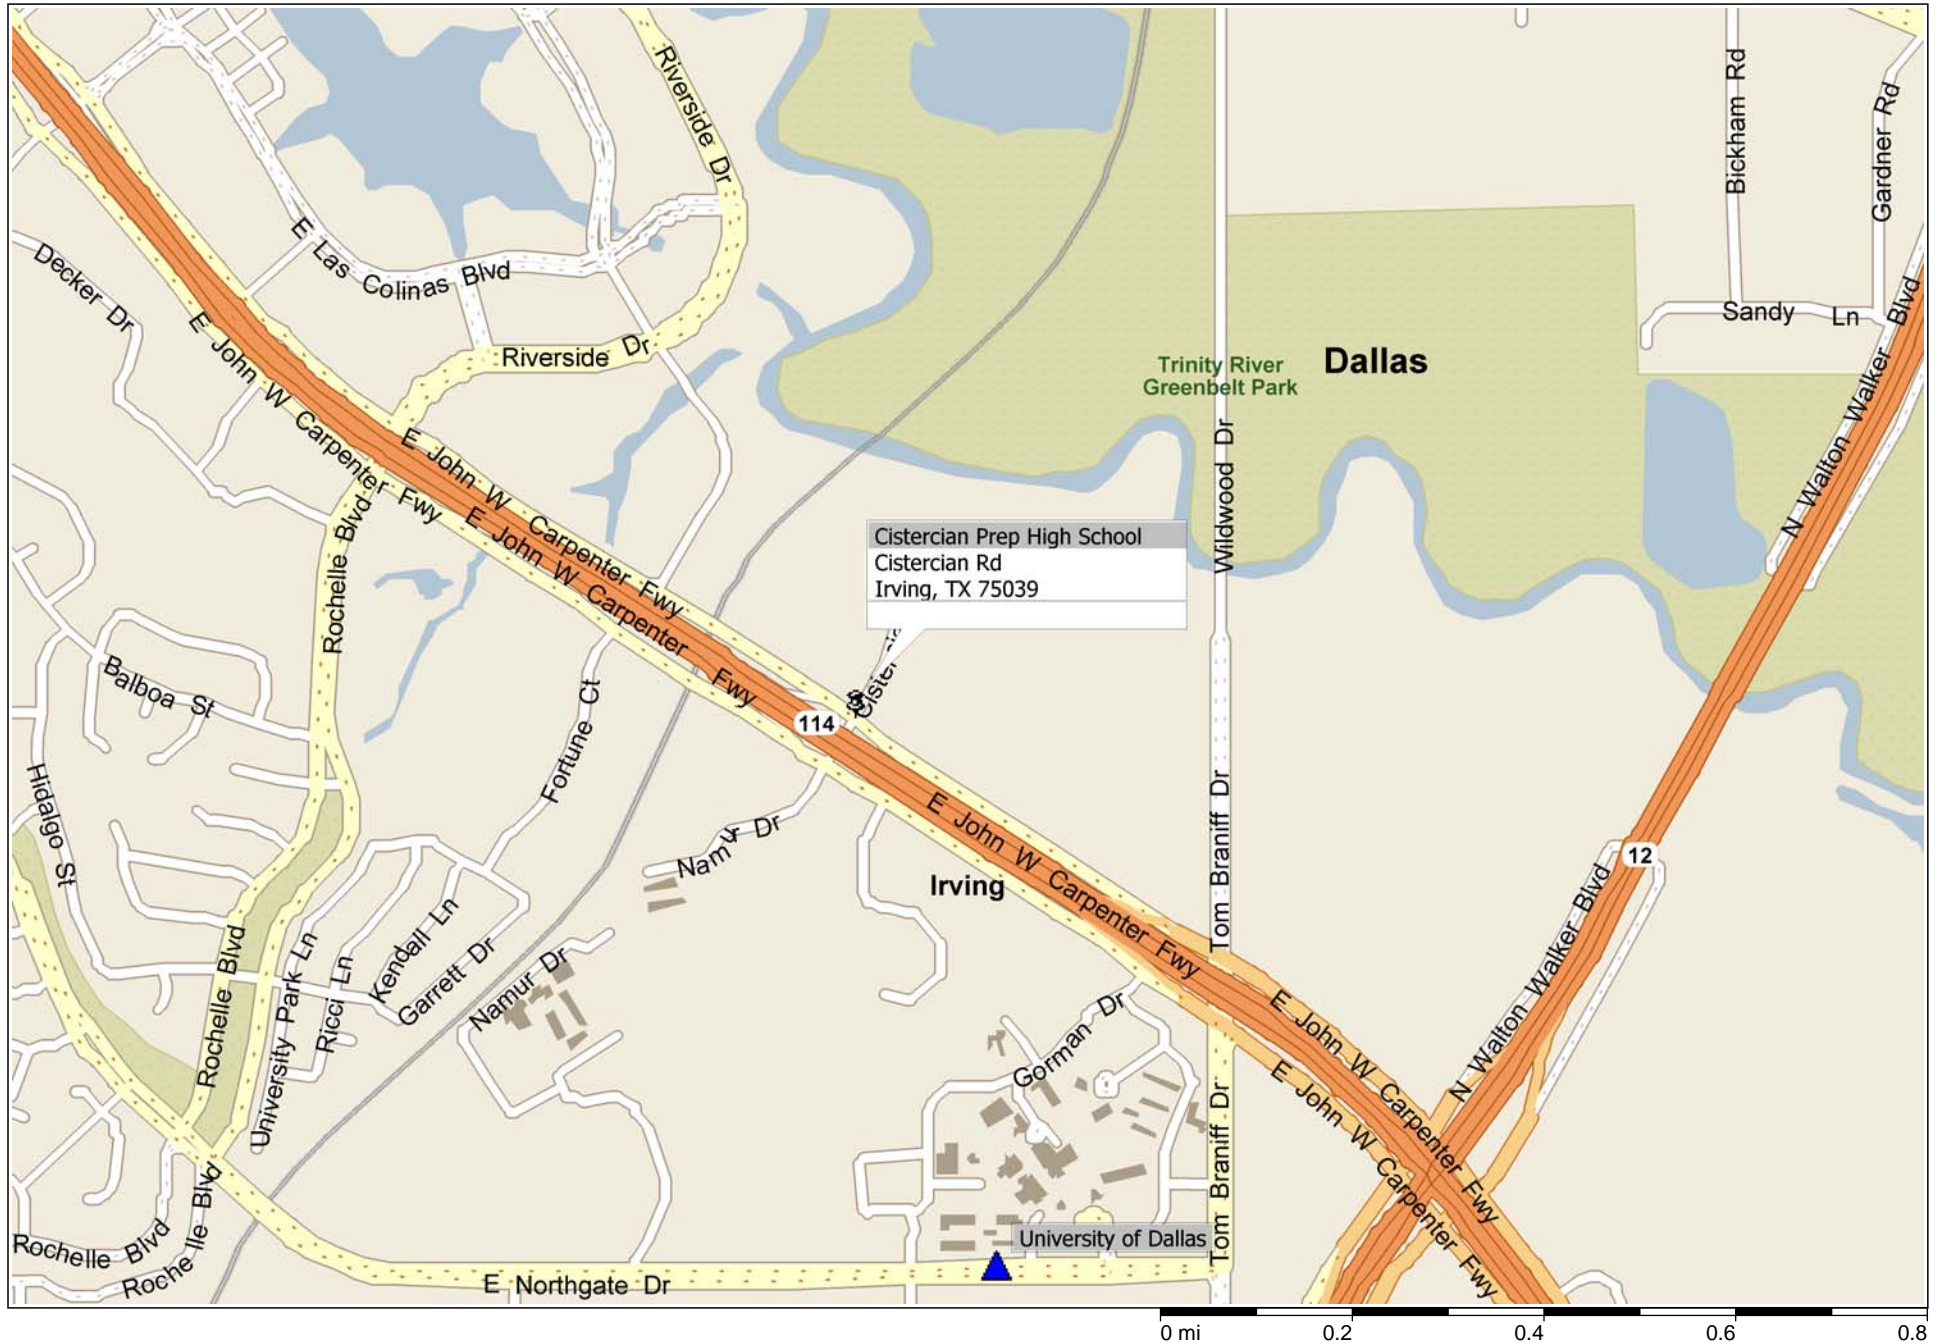 Riverside Dr
Bickham Rd
Gardner Rd
E Las Colinas Blvd
Decker Dr
Sandy Ln
E John W Carpenter Fwy
Riverside Dr
Trinity River
Greenbelt Park
Dallas
N Walton Walker Blvd
E John W Carpenter Fwy
Wildwood Dr
E John W Carpenter Fwy
Rochelle Blvd
Cistercian Prep High School
Cistercian Rd
Irving, TX 75039
Balboa St
114
Fortune Ct
Hidalgo St
Namur Dr
Tom Braniff Dr
E John W Carpenter Fwy
12
Irving
N Walton Walker Blvd
Kendall Ln
Garrett Dr
Namur Dr
Rochelle Blvd
University Park Ln
Ricci Ln
Gorman Dr
E John W Carpenter Fwy
E John W Carpenter Fwy
Tom Braniff Dr
Rochelle Blvd
Rochelle Blvd
University of Dallas
E Northgate Dr
0 mi 0.2 0.4 0.6 0.8